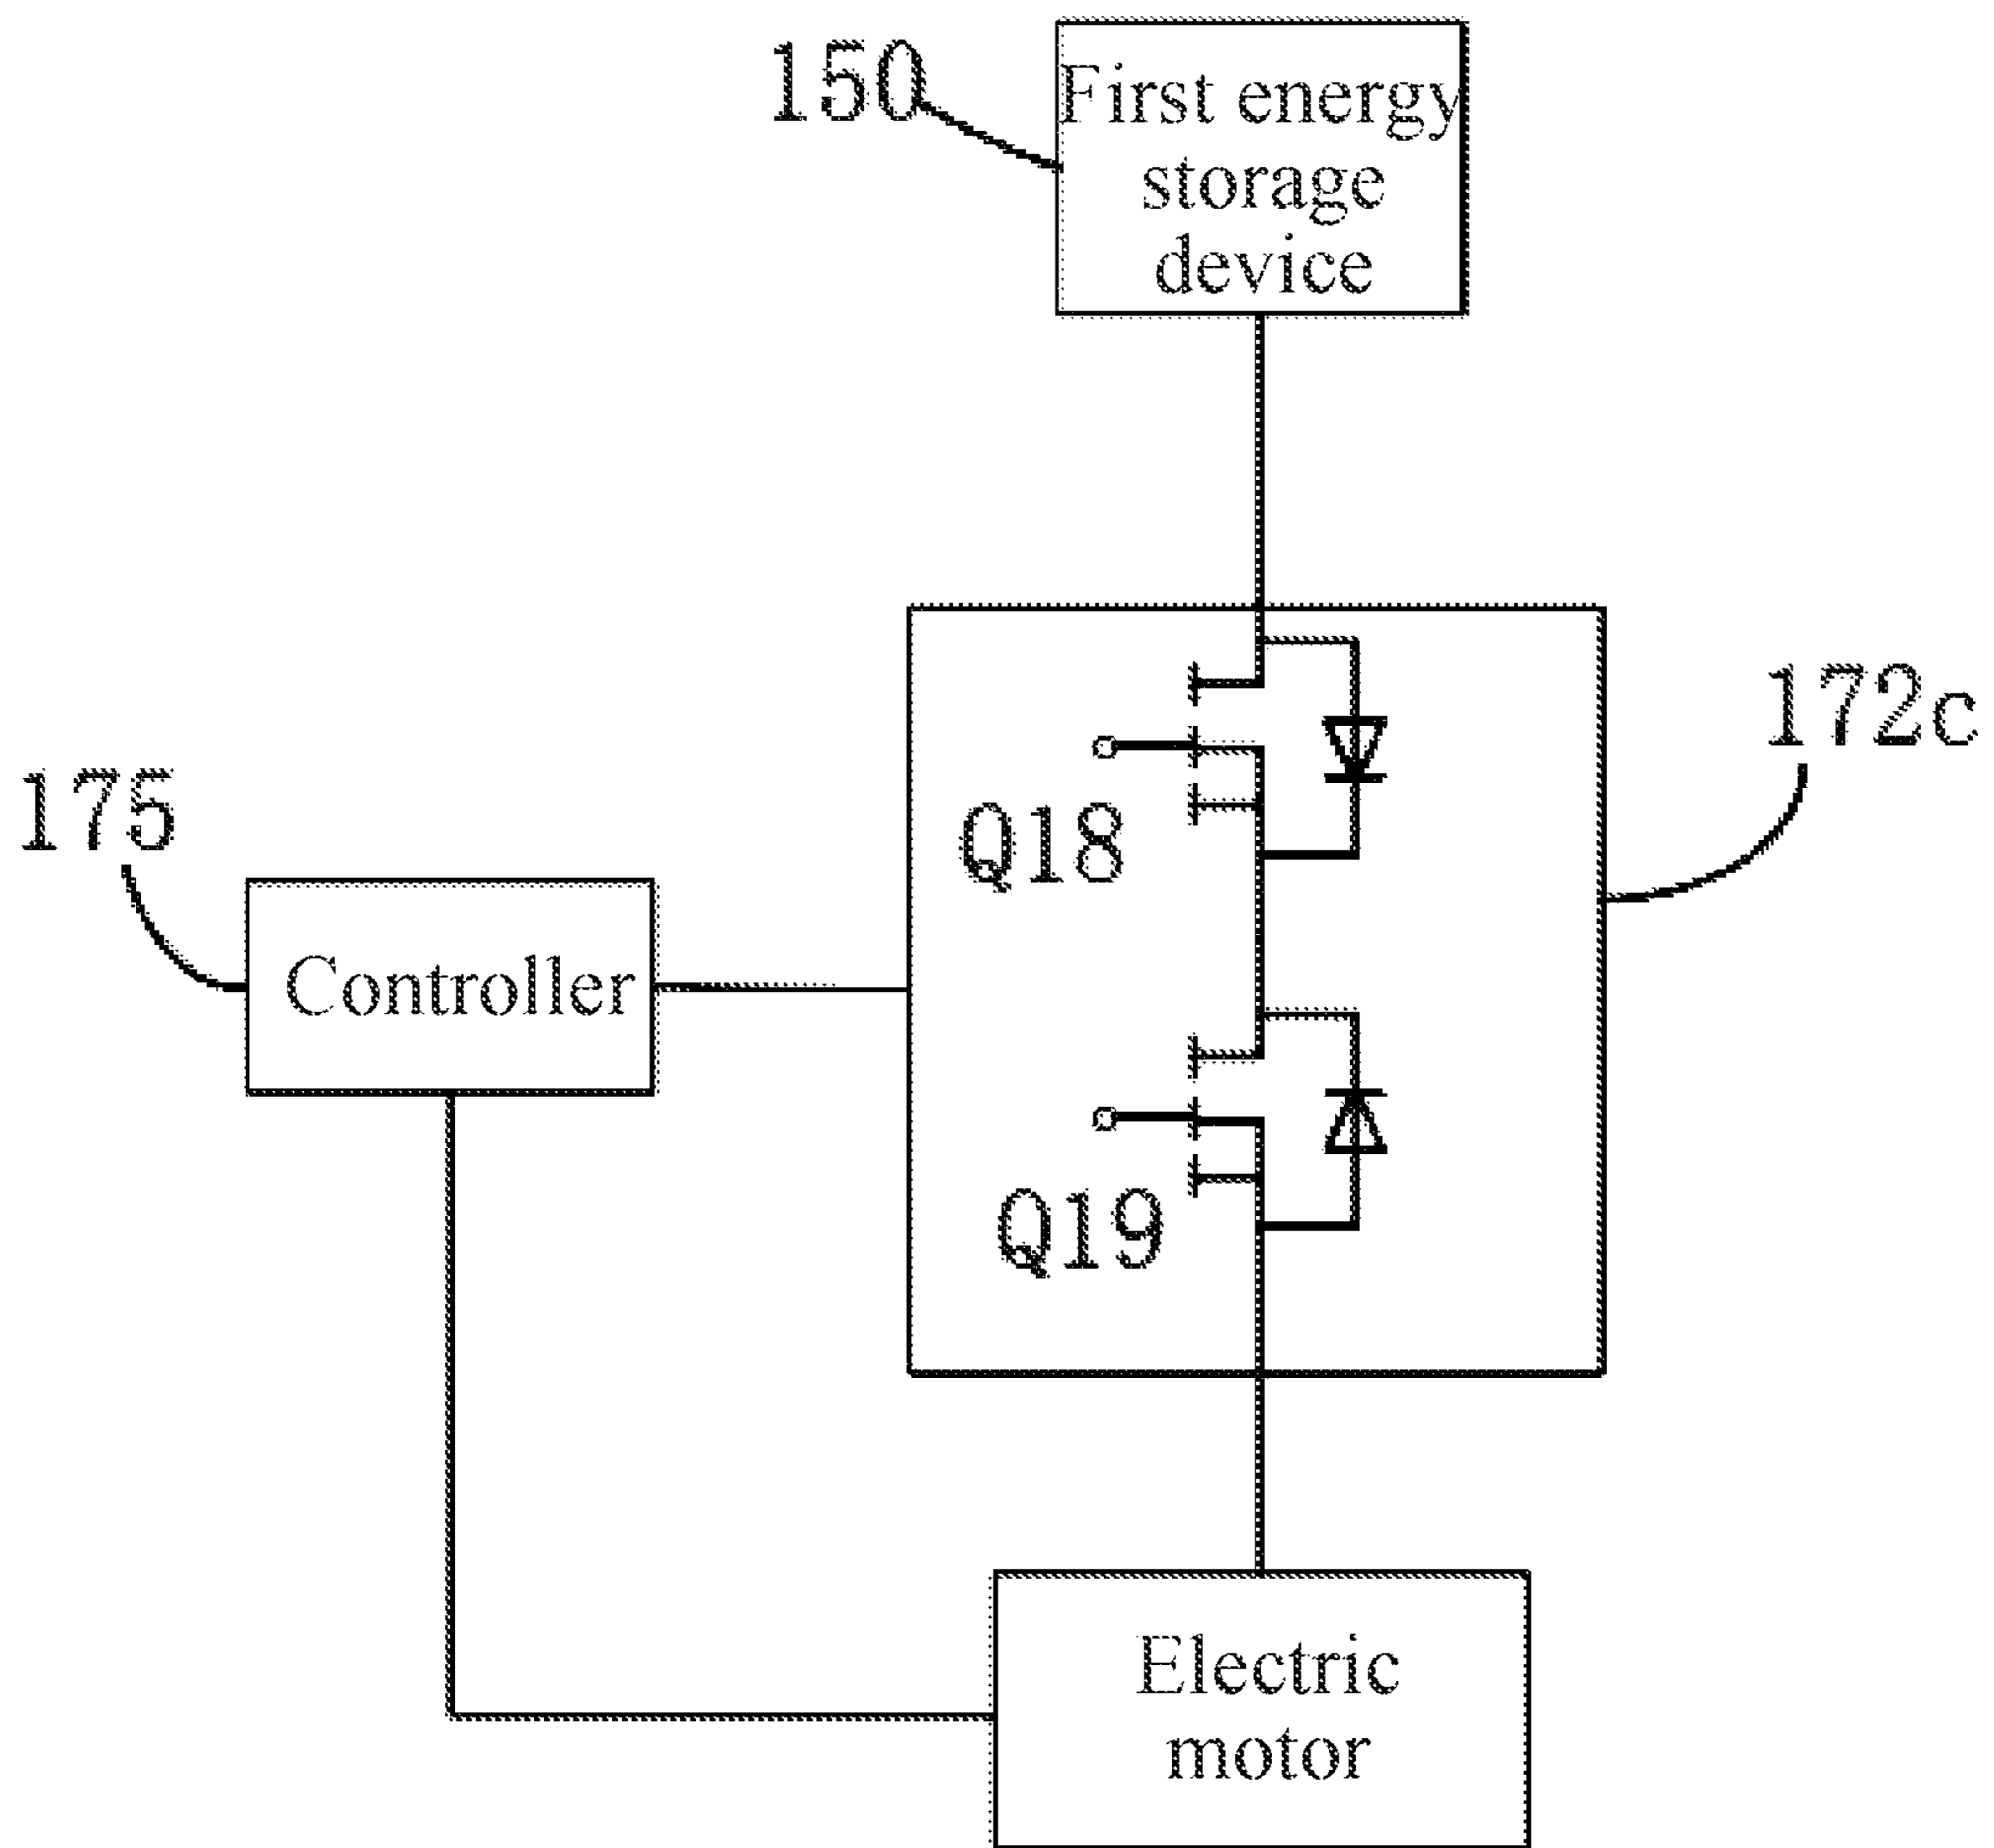 150
First energy
storage
device
172c
175
Q18
Controller
Q19
Electric
motor